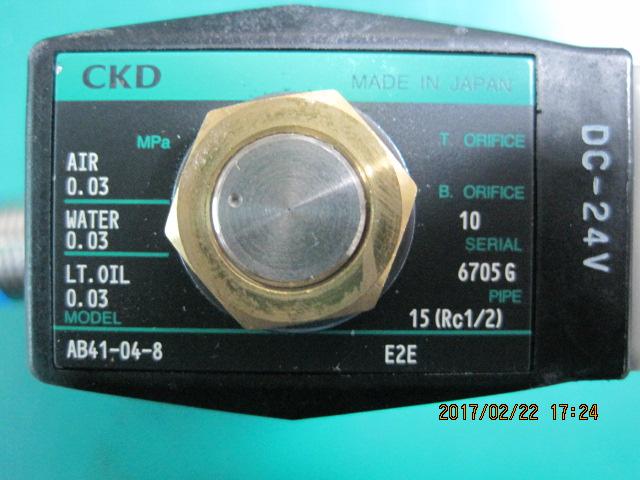 CKD
MADE IN JAPAN
MPa
T. ORIFICE
AIR
0.03
B. ORIFICE
WATER
0.03
10
SERIAL
LT.OIL
0.03
6705G
PIPE
MODEL
15(Rc1/2)
AB41-04-8
E2E
DC-24V
2017/02/22 17:24